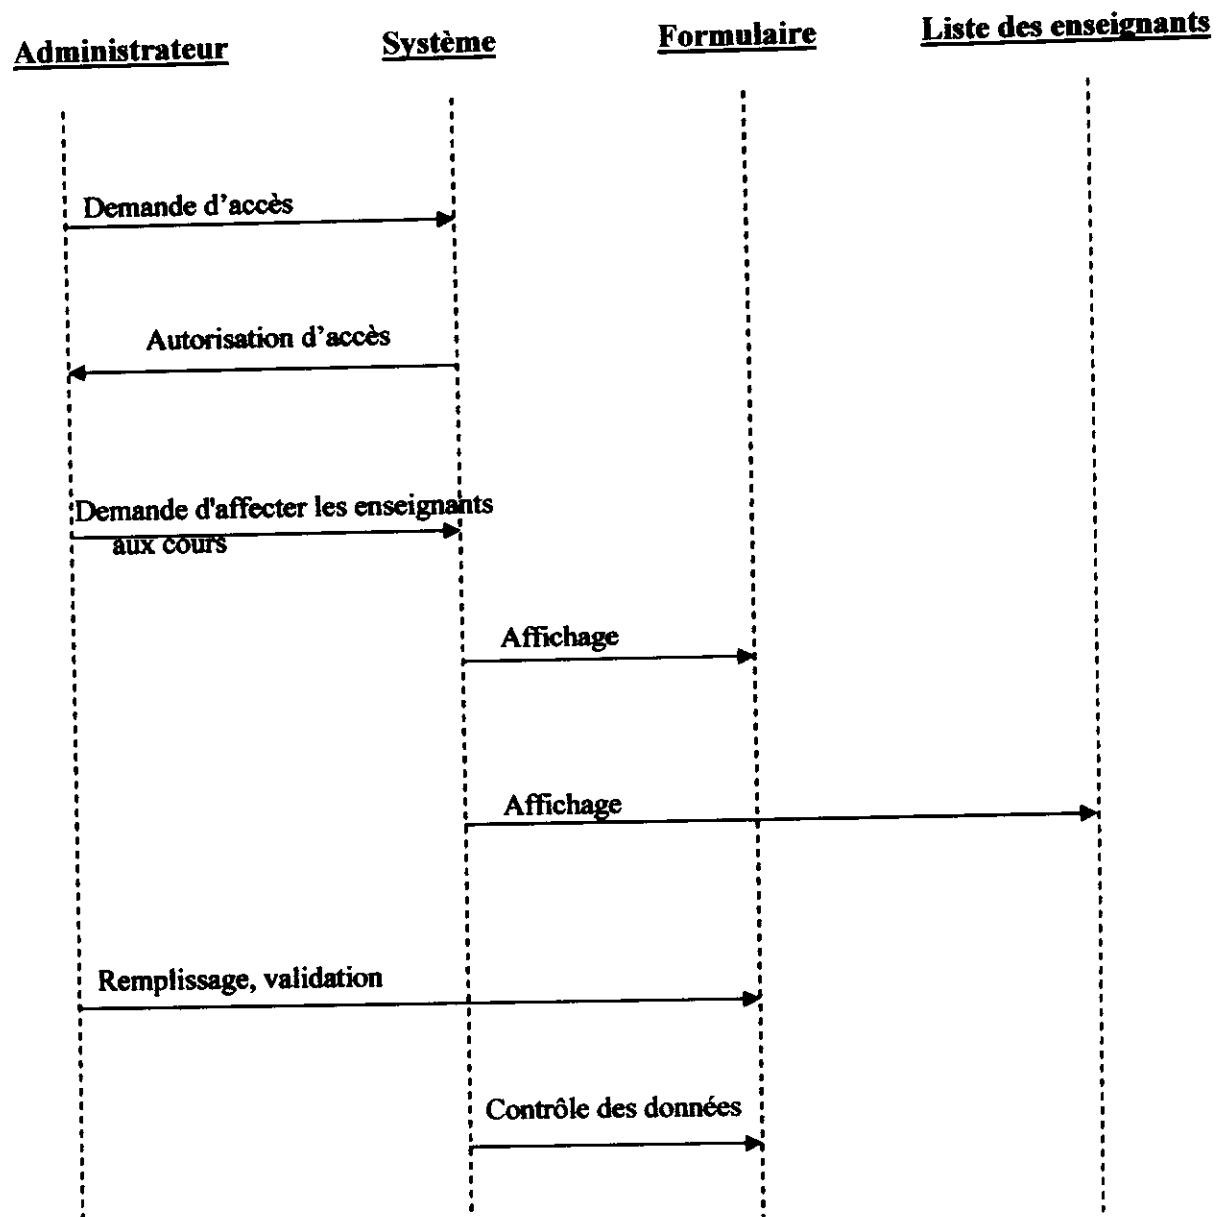 Administrateur Système Formulaire Liste des enseignants
Demande d'accès
Autorisation d'accès
Demande d'affecter les enseignants
aux cours
Affichage
Affichage
Remplissage, validation
Contrôle des données